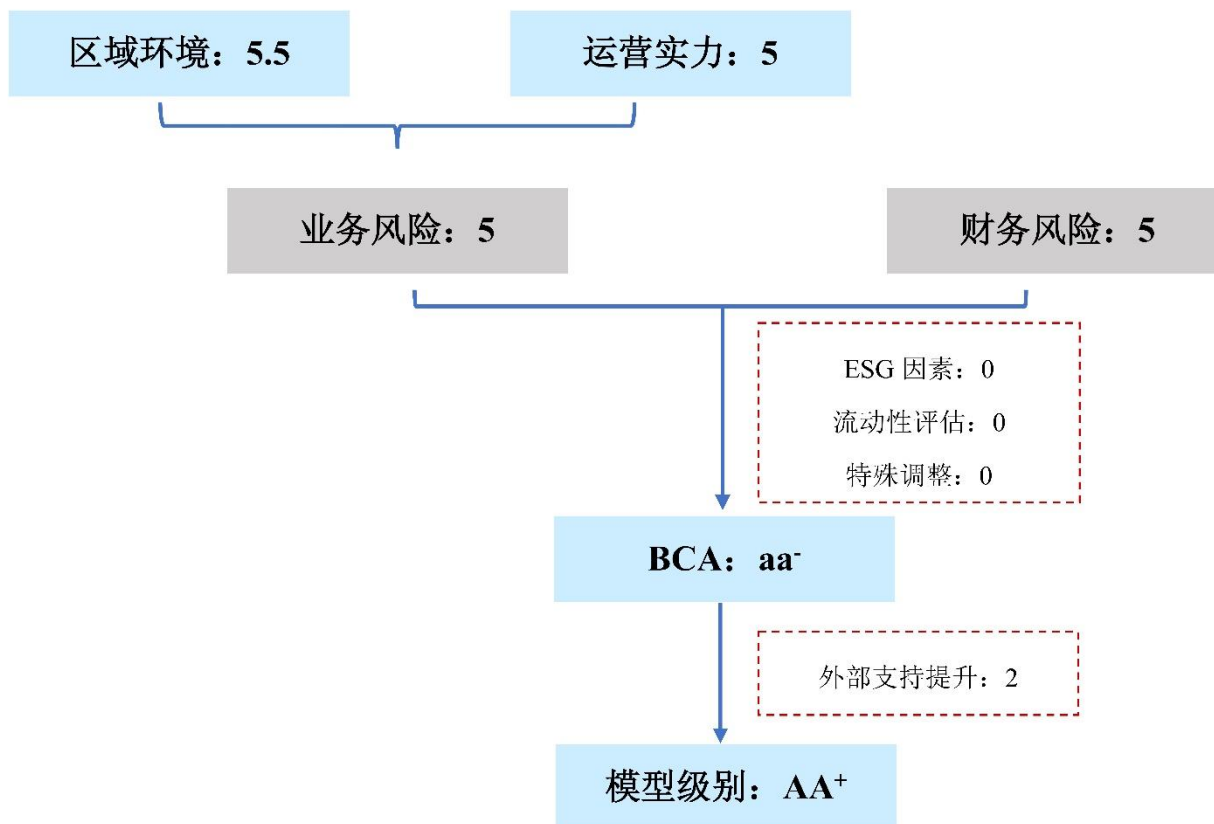 区域环境：5.5
运营实力：5
业务风险：5
财务风险：5
ESG 因素：0
流动性评估：0
特殊调整：0
BCA：aa⁻
外部支持提升：2
模型级别：AA⁺